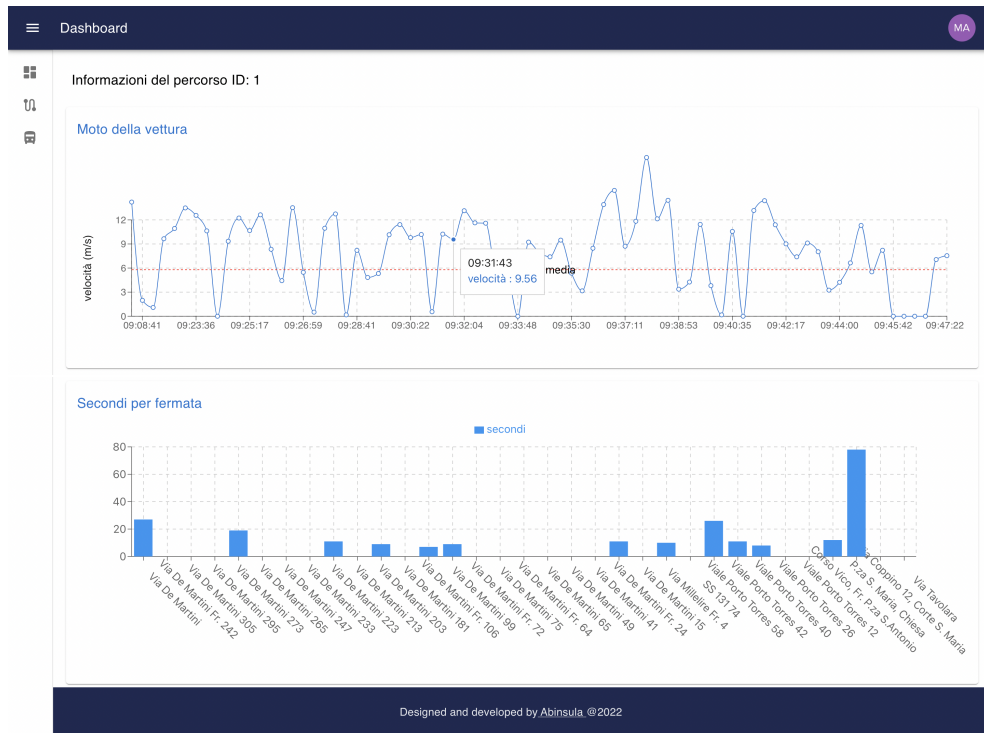 Dashboard
MA
Informazioni del percorso ID: 1
Moto della vettura
velocità (m/s)
12
9
6
3
0
09:31:43
velocità : 9.56
media
09:08:41 09:23:36 09:25:17 09:26:59 09:28:41 09:30:22 09:32:04 09:33:48 09:35:30 09:37:11 09:38:53 09:40:35 09:42:17 09:44:00 09:45:42 09:47:22
Secondi per fermata
secondi
80
60
40
20
0
Via De Martini
Via De Martini Fr. 242
Via De Martini 305
Via De Martini 295
Via De Martini 273
Via De Martini 265
Via De Martini 247
Via De Martini 233
Via De Martini 223
Via De Martini 213
Via De Martini 203
Via De Martini 181
Via De Martini Fr. 106
Via De Martini 99
Via De Martini Fr. 72
Via De Martini 75
Via De Martini Fr. 64
Vie De Martini 65
Via De Martini 49
Via De Martini 41
Via De Martini Fr. 24
Via De Martini 15
Via Milelire Fr. 4
SS 131 74
Viale Porto Torres 58
Viale Porto Torres 42
Viale Porto Torres 40
Viale Porto Torres 26
Viale Porto Torres 12
Corso Vico, Fr. P.zza S.Antonio
P.za S. Maria, Chiesa
Coppino 12, Corte S. Maria
Via Tavolara
Designed and developed by Abinsula @2022